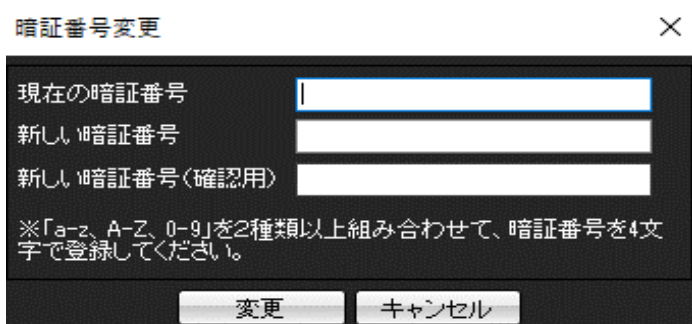 暗証番号変更
現在の暗証番号
新しい暗証番号
新しい暗証番号(確認用)
※「a-z、A-Z、0-9」を2種類以上組み合わせて、暗証番号を4文
字で登録してください。
変更
キャンセル